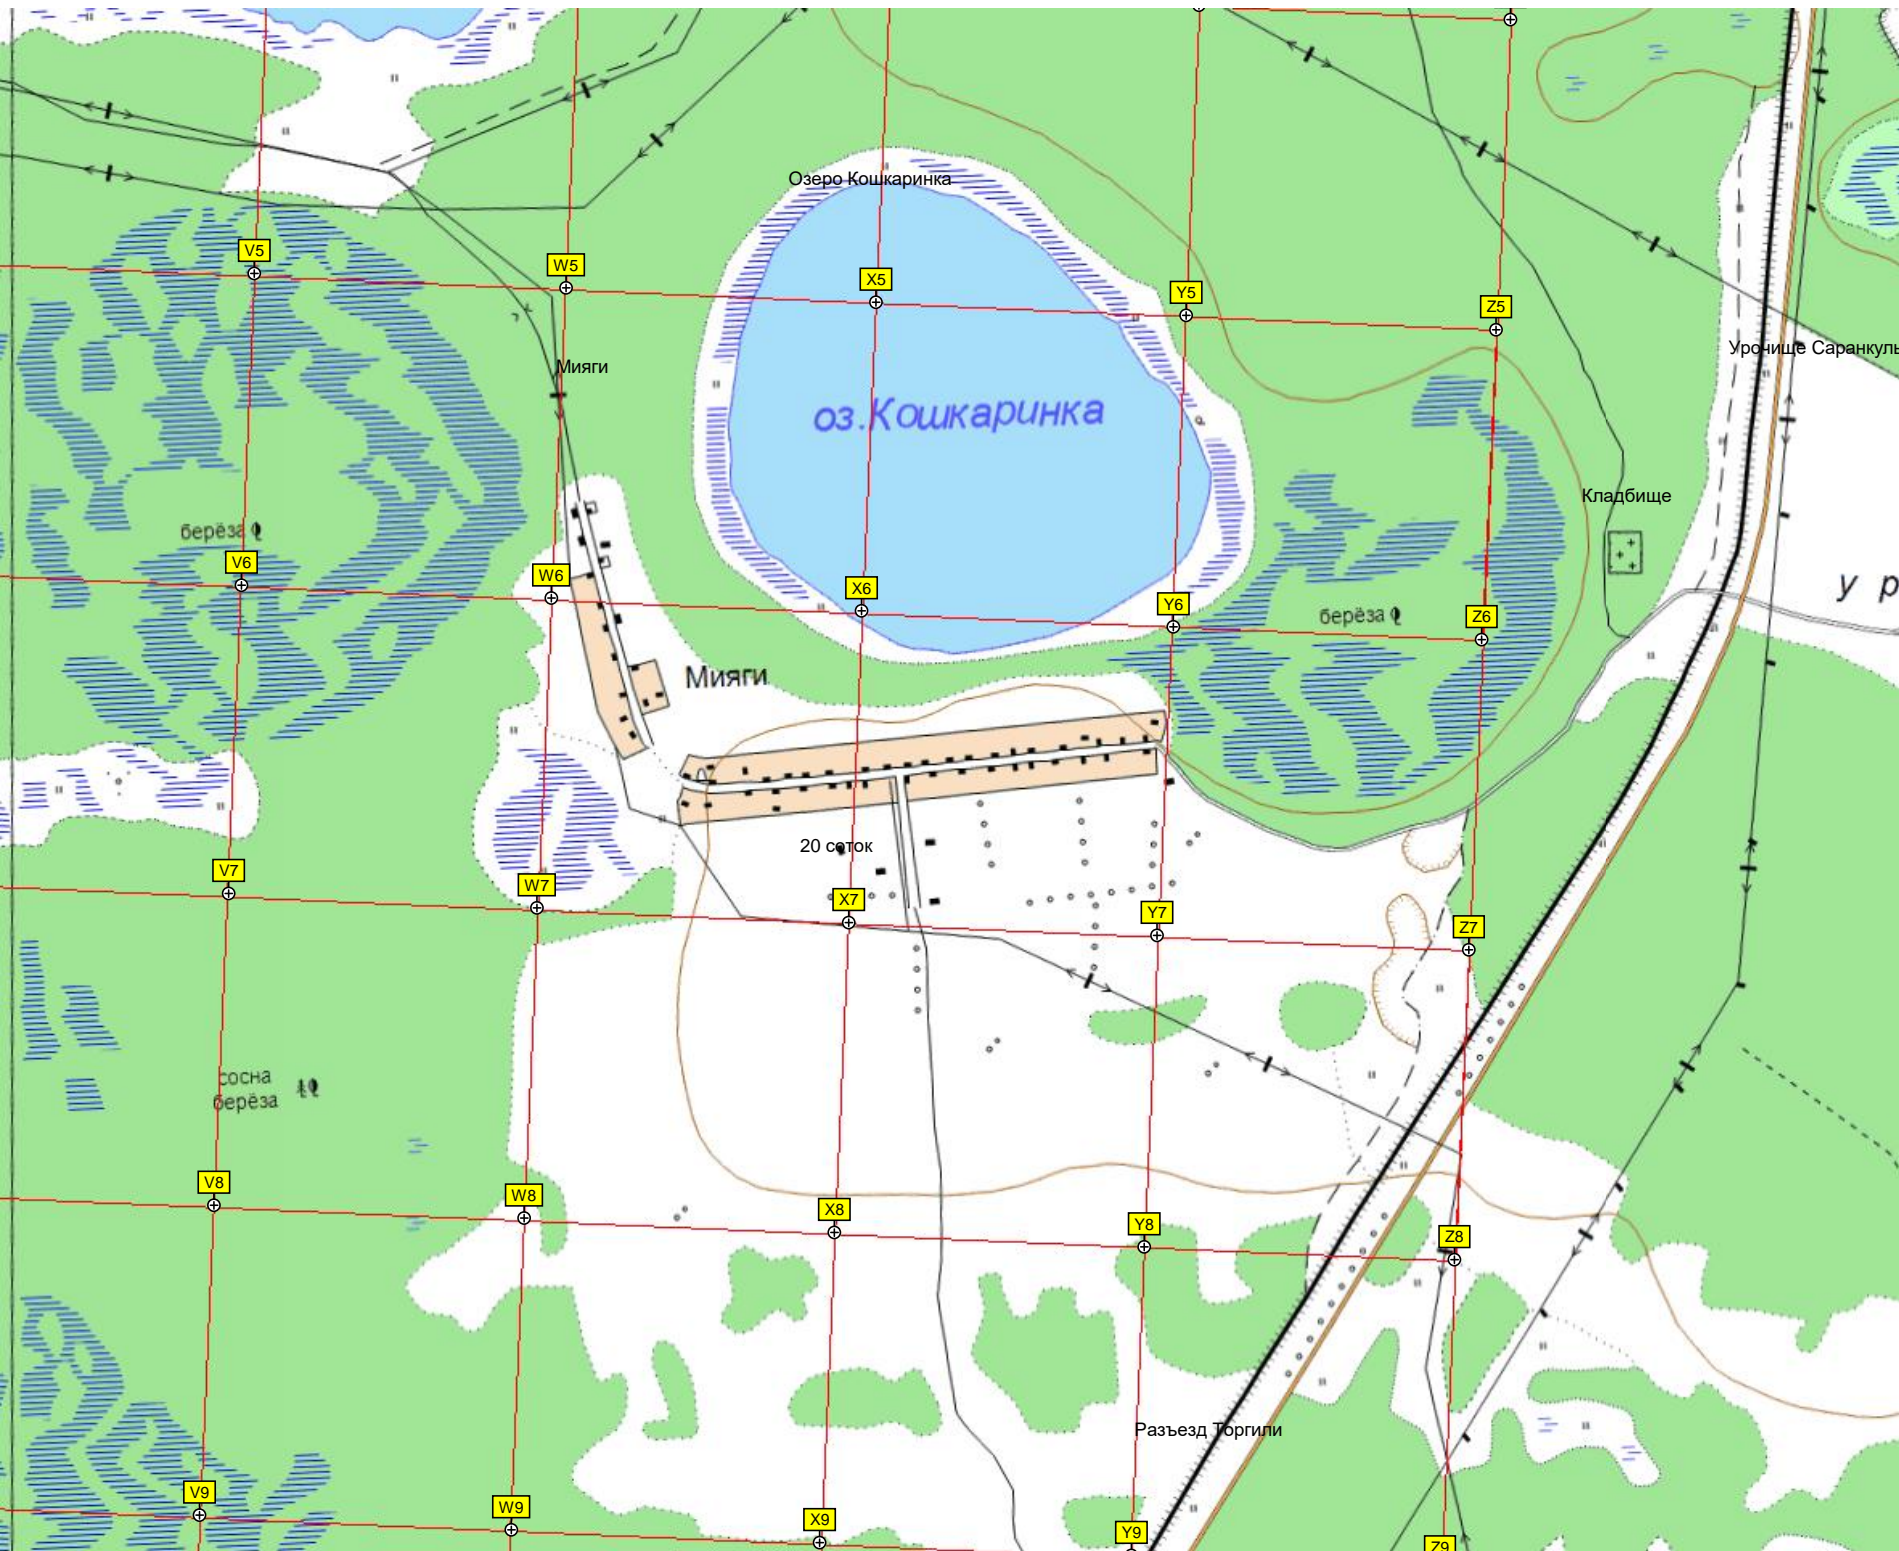 Озеро Кошкаринка
V5
W5
X5
Y5
Z5
Урочище Саранкуль
Мияги
оз.Кошкаринка
Кладбище
берёза
V6
W6
X6
Y6
Z6
берёза
у р
Мияги
20 соток
V7
W7
X7
Y7
Z7
сосна
берёза
V8
W8
X8
Y8
Z8
Разъезд Торгили
V9
W9
X9
Y9
Z9